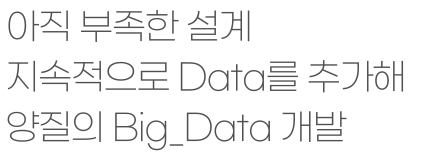 아직 부족한 설계
지속적으로 Data를 추가해
양질의 Big_Data 개발